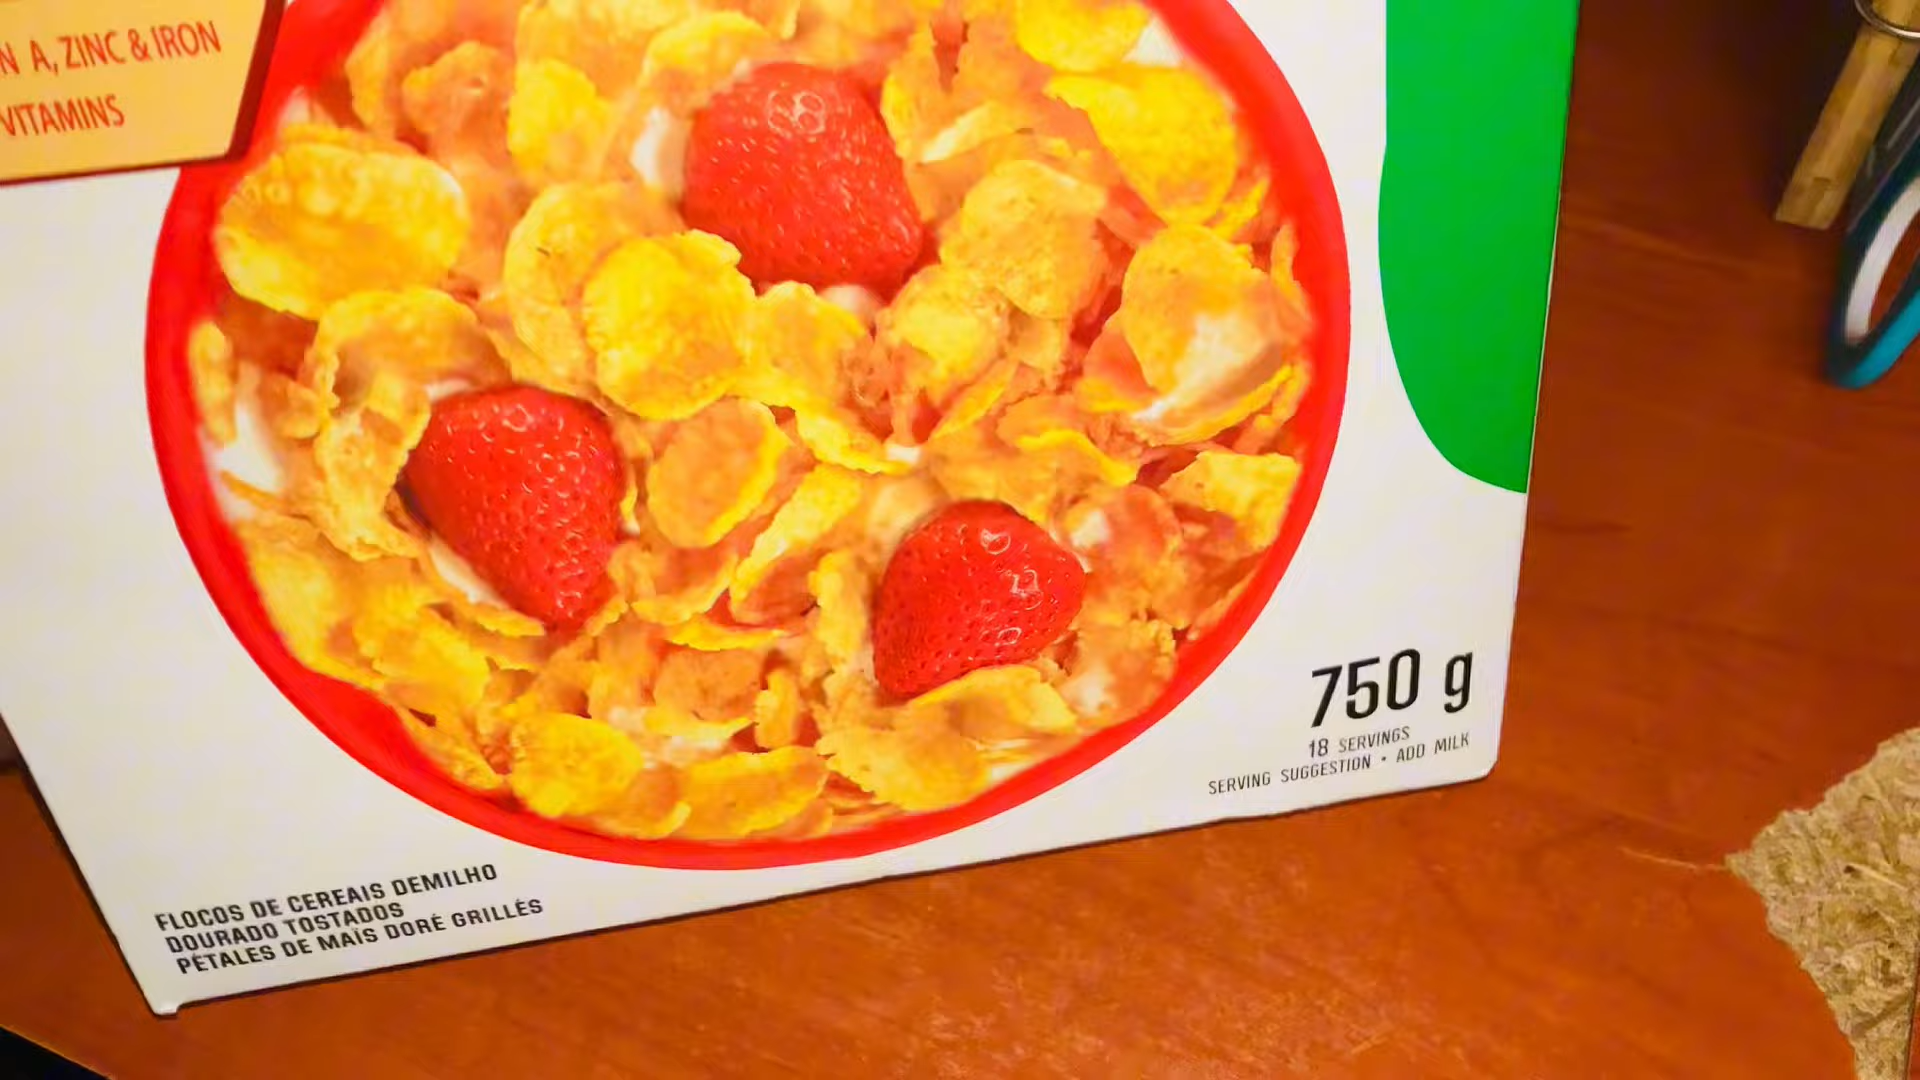 A, ZINC & IRON
VITAMINS
750 g
18 SERVINGS
SERVING SUGGESTION • ADD MILK
FLOCOS DE CEREAIS DEMILHO
DOURADO TOSTADOS
PÉTALES DE MAÏS DORÉ GRILLÉS